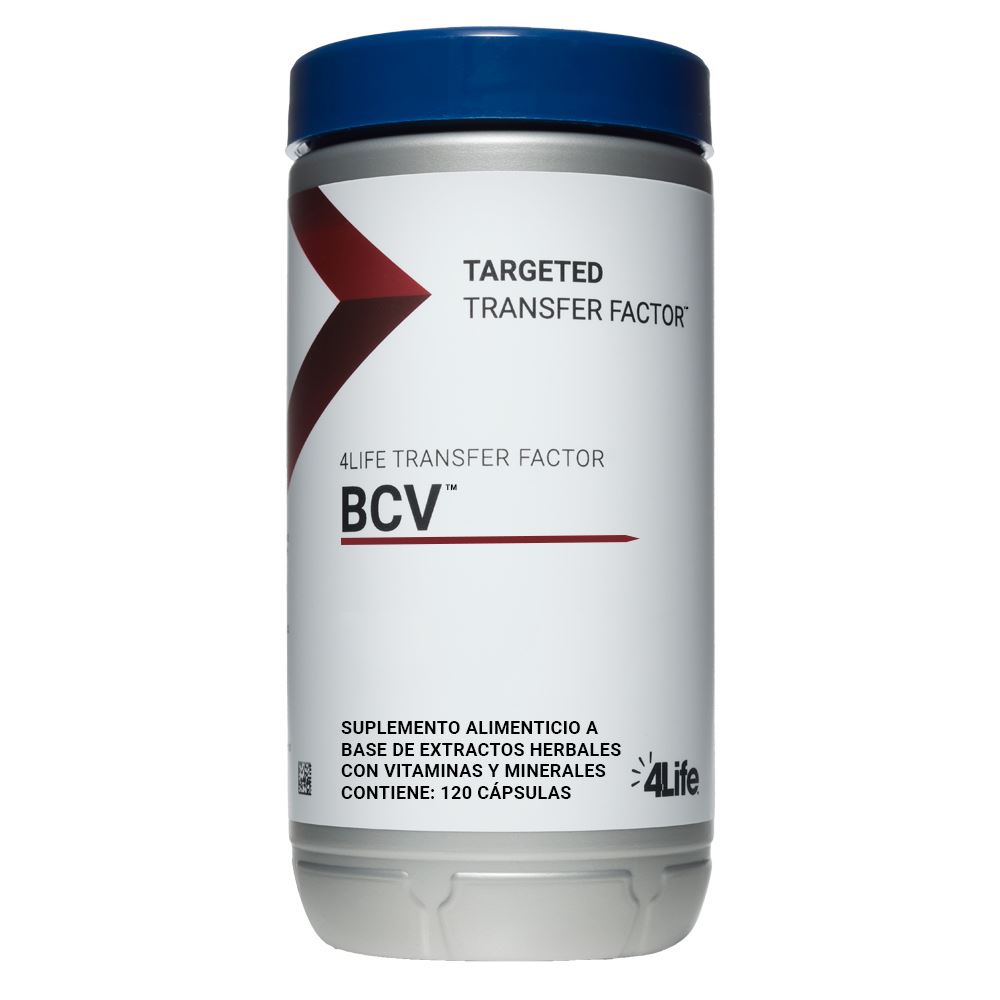 TARGETED
TRANSFER FACTOR™
4LIFE TRANSFER FACTOR
BCV™
SUPLEMENTO ALIMENTICIO A
BASE DE EXTRACTOS HERBALES
CON VITAMINAS Y MINERALES
CONTIENE: 120 CÁPSULAS
4Life